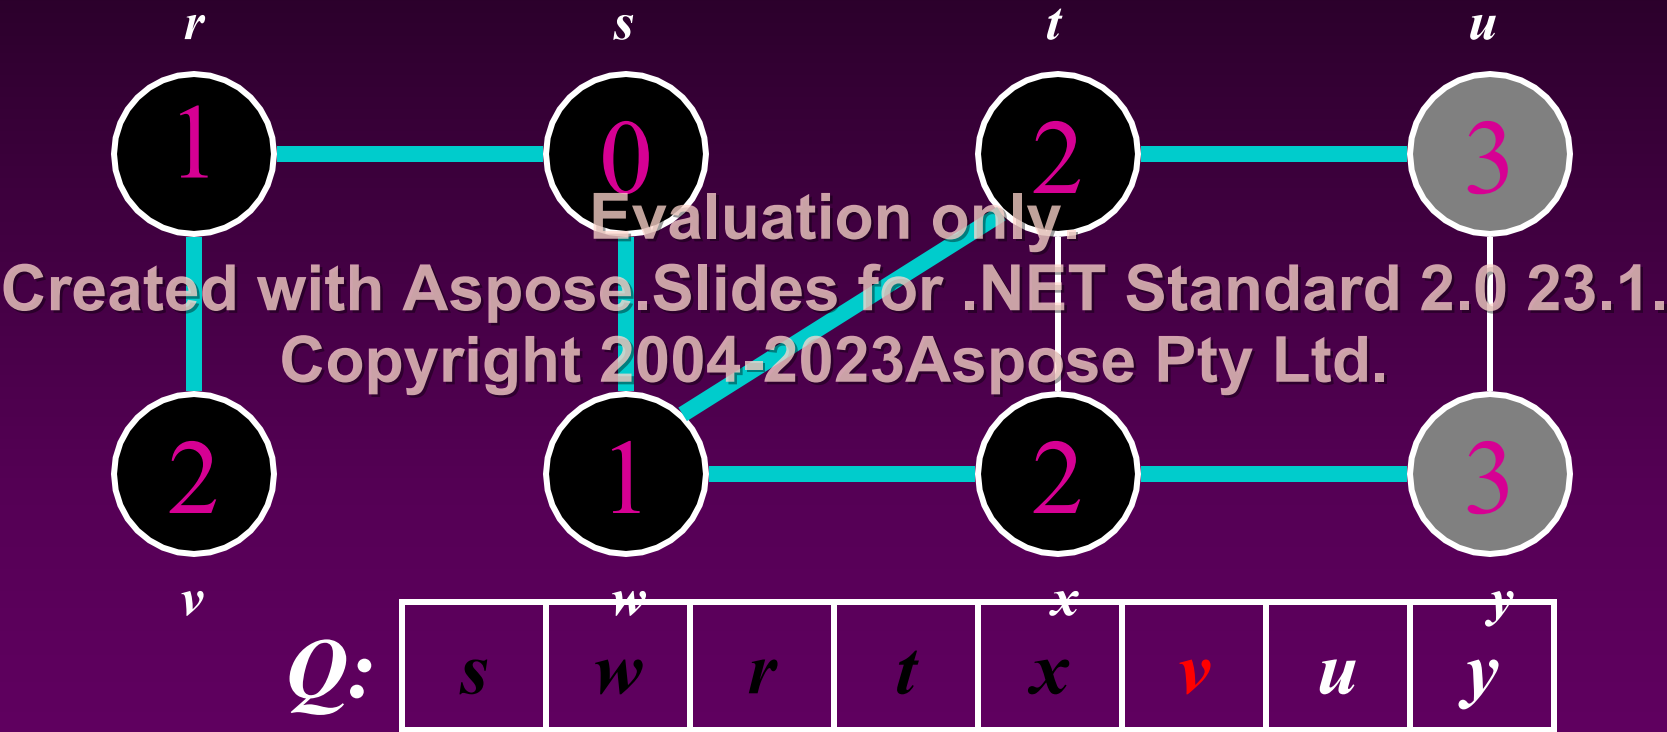 r s t u
1 0 2 3
Evaluation only.
Created with Aspose.Slides for .NET Standard 2.0 23.1.
Copyright 2004-2023Aspose Pty Ltd.
2 1 2 3
v w x y
Q: s w r t x v u y